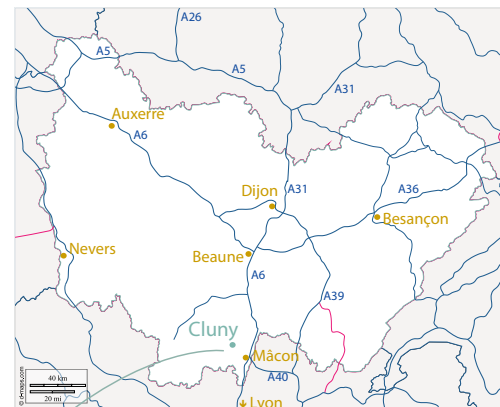 A26
A5
A5
A31
Auxerre
A6
Dijon
A31
A36
Besançon
Nevers
Beaune
A6
A39
Cluny
Mâcon
A40
Lyon
40 km
20 mi
© d-maps.com